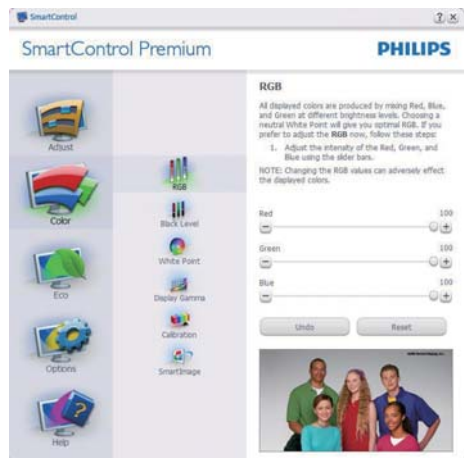 SmartControl
SmartControl Premium
PHILIPS
Adjust
Color
Eco
Options
Help
RGB
Black Level
White Point
Display Gamma
Calibration
SmartImage
RGB
All displayed colors are produced by mixing Red, Blue,
and Green at different brightness levels. Choosing a
neutral White Point will give you optimal RGB. If you
prefer to adjust the RGB now, follow these steps:
1. Adjust the intensity of the Red, Green, and
Blue using the slider bars.
NOTE: Changing the RGB values can adversely effect
the displayed colors.
Red 100
Green 100
Blue 100
Undo Reset